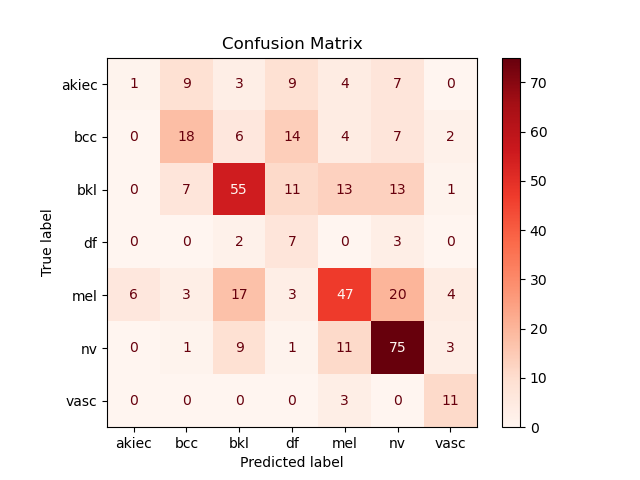 Confusion Matrix
True label
akiec 1 9 3 9 4 7 0
bcc 0 18 6 14 4 7 2
bkl 0 7 55 11 13 13 1
df 0 0 2 7 0 3 0
mel 6 3 17 3 47 20 4
nv 0 1 9 1 11 75 3
vasc 0 0 0 0 3 0 11
akiec bcc bkl df mel nv vasc
Predicted label
70
60
50
40
30
20
10
0